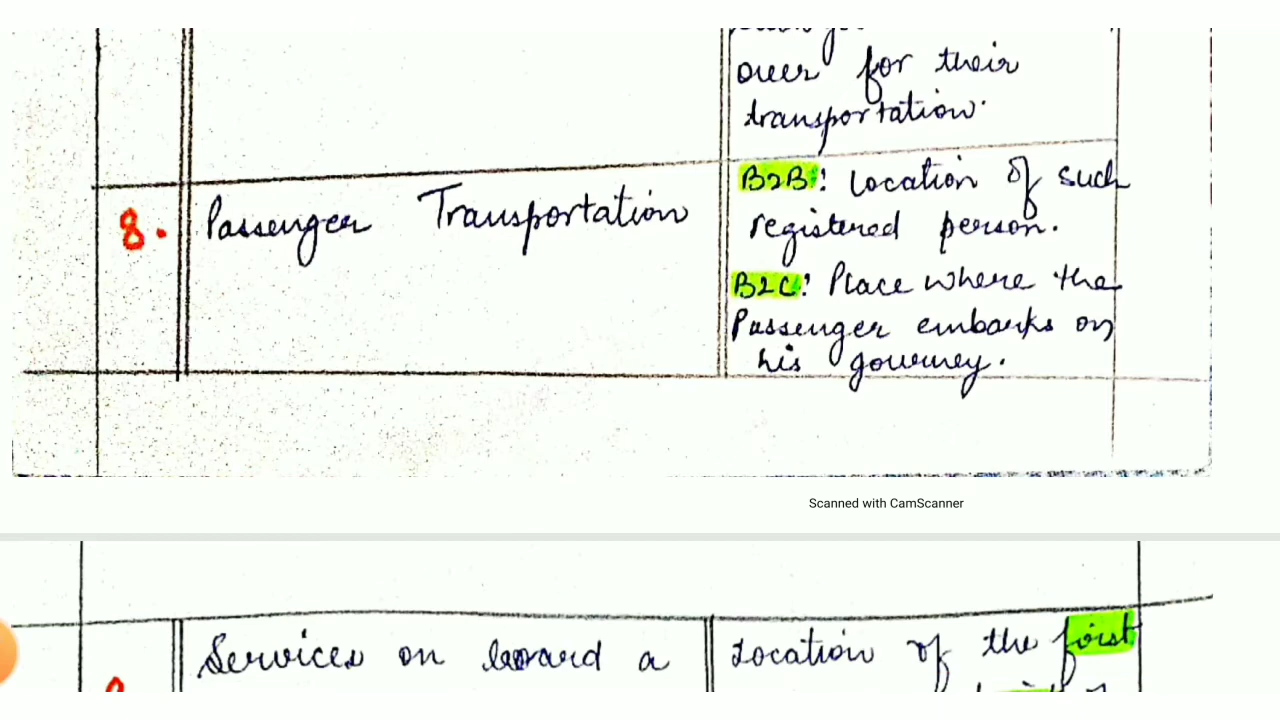 over for their
transportation.
8. Passenger Transportation
B2B: Location of such
registered person.
B2C: Place where the
Passenger embarks on
his journey.
Scanned with CamScanner
Services on board a
Location of the first